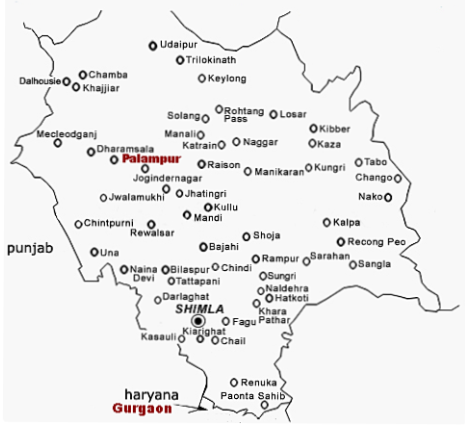 Udaipur
Trilokinath
Chamba
Dalhousie
Khajjiar
Keylong
Rohtang
Pass
Solang
Losar
Mecleodganj
Manali
Kibber
Katrain
Naggar
Kaza
Dharamsala
Palampur
Raison
Manikaran
Kungri
Tabo
Jogindernagar
Chango
Jwalamukhi
Jhatingri
Nako
Kullu
Mandi
Chintpurni
Rewalsar
Kalpa
Shoja
Recong Peo
punjab
Una
Bajahi
Rampur
Sarahan
Sangla
Naina
Devi
Bilaspur
Chindi
Tattapani
Sungri
Darlaghat
Naldehra
Hatkoti
SHIMLA
Khara
Pathar
Fagu
Kiarighat
Kasauli
Chail
Renuka
haryana
Paonta Sahib
Gurgaon